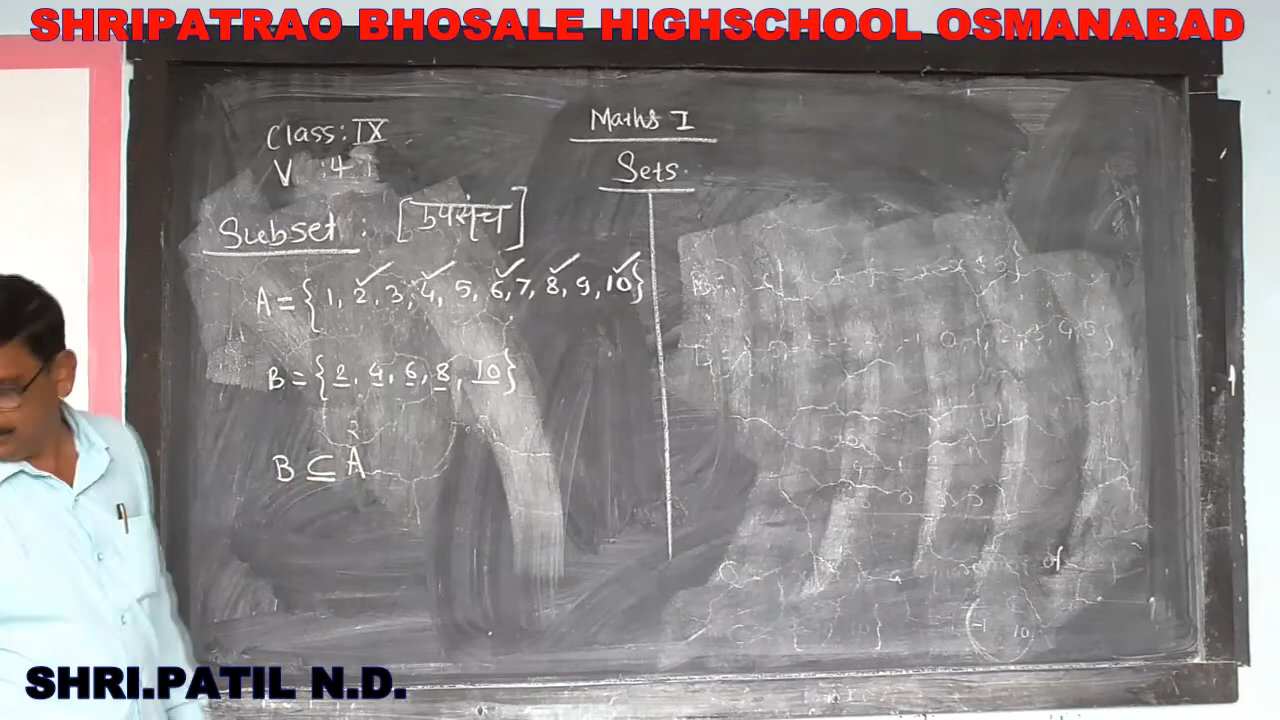 SHRIPATRAO BHOSALE HIGHSCHOOL OSMANABAD
Maths I
Class: IX
V :4
Sets.
Subset : [उपसंच]
A = { 1, 2, 3, 4, 5, 6, 7, 8, 9, 10}
B = {2, 4, 6, 8, 10}
B ⊆ A
SHRI.PATIL N.D.